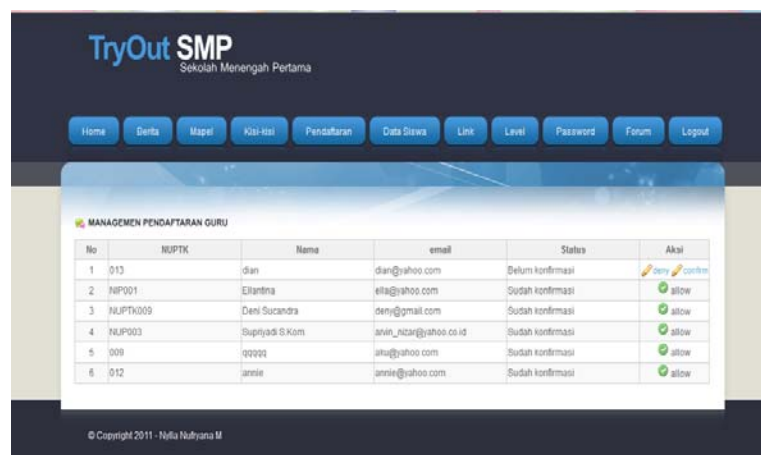 TryOut SMP
Sekolah Menengah Pertama
Home Berita Mapel Kisi-kisi Pendaftaran Data Siswa Link Level Password Forum Logout
MANAGEMEN PENDAFTARAN GURU
No NUPTK Nama email Status Aksi
1 013 dian dian@yahoo.com Belum konfirmasi deny confirm
2 NIP001 Ellantina ella@yahoo.com Sudah konfirmasi allow
3 NUPTK009 Deni Sucandra deny@gmail.com Sudah konfirmasi allow
4 NUP003 Supriyadi S.Kom arvin_nizar@yahoo.co.id Sudah konfirmasi allow
5 009 qqqqq aku@yahoo.com Sudah konfirmasi allow
6 012 annie annie@yahoo.com Sudah konfirmasi allow
© Copyright 2011 - Nylla Nufryana M